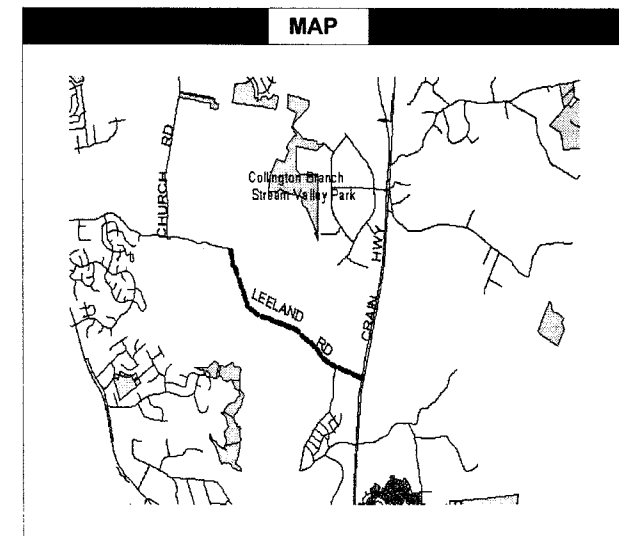 MAP
CHURCH RD
Collington Branch
Stream Valley Park
CRAIN HWY
LEELAND RD